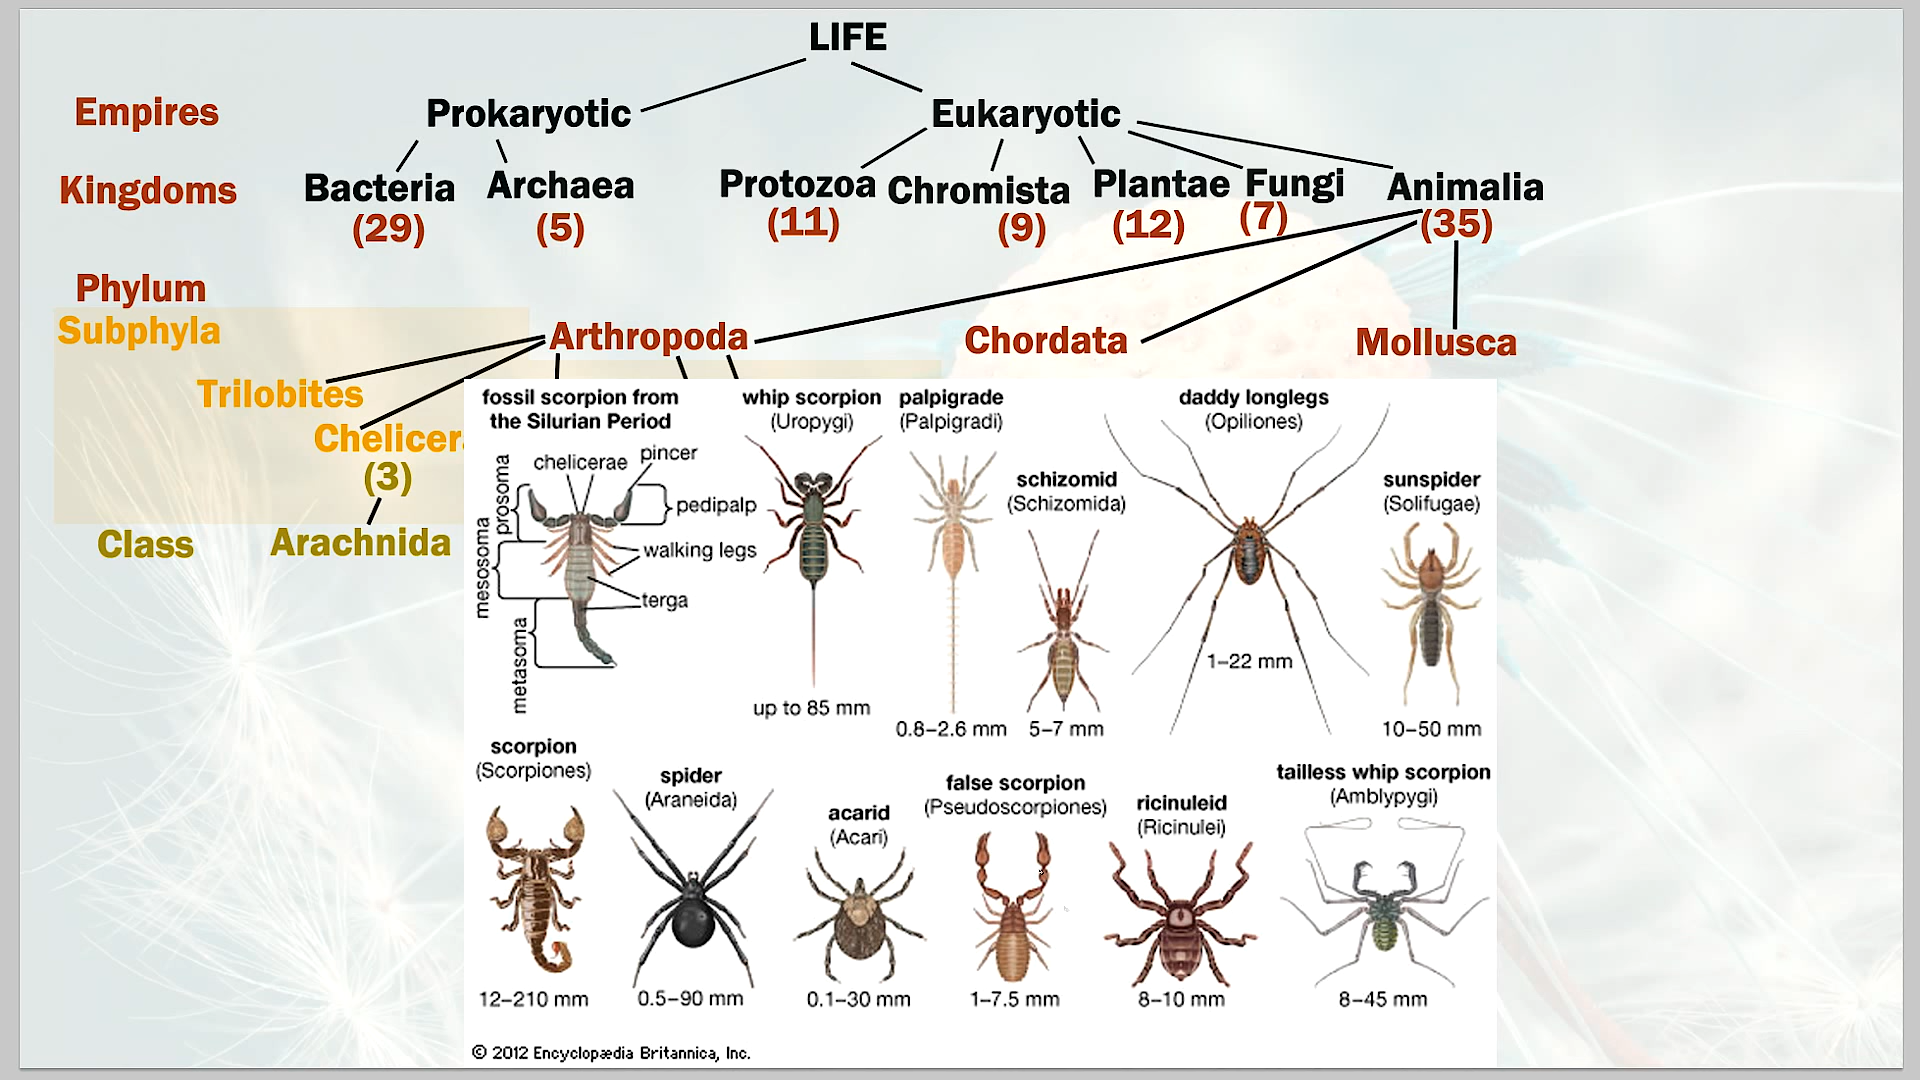 LIFE
Empires Prokaryotic Eukaryotic
Kingdoms Bacteria Archaea Protozoa Chromista Plantae Fungi Animalia
(29) (5) (11) (9) (12) (7) (35)
Phylum
Subphyla Arthropoda Chordata Mollusca
Trilobites
Chelicer
(3)
Class Arachnida
fossil scorpion from
the Silurian Period
chelicerae
pincer
pedipalp
walking legs
terga
prosoma
mesosoma
metasoma
whip scorpion
(Uropygi)
up to 85 mm
palpigrade
(Palpigradi)
0.8–2.6 mm
schizomid
(Schizomida)
5–7 mm
daddy longlegs
(Opiliones)
1–22 mm
sunspider
(Solifugae)
10–50 mm
scorpion
(Scorpiones)
12–210 mm
spider
(Araneida)
0.5–90 mm
acarid
(Acari)
0.1–30 mm
false scorpion
(Pseudoscorpiones)
1–7.5 mm
ricinuleid
(Ricinulei)
8–10 mm
tailless whip scorpion
(Amblypygi)
8–45 mm
© 2012 Encyclopædia Britannica, Inc.